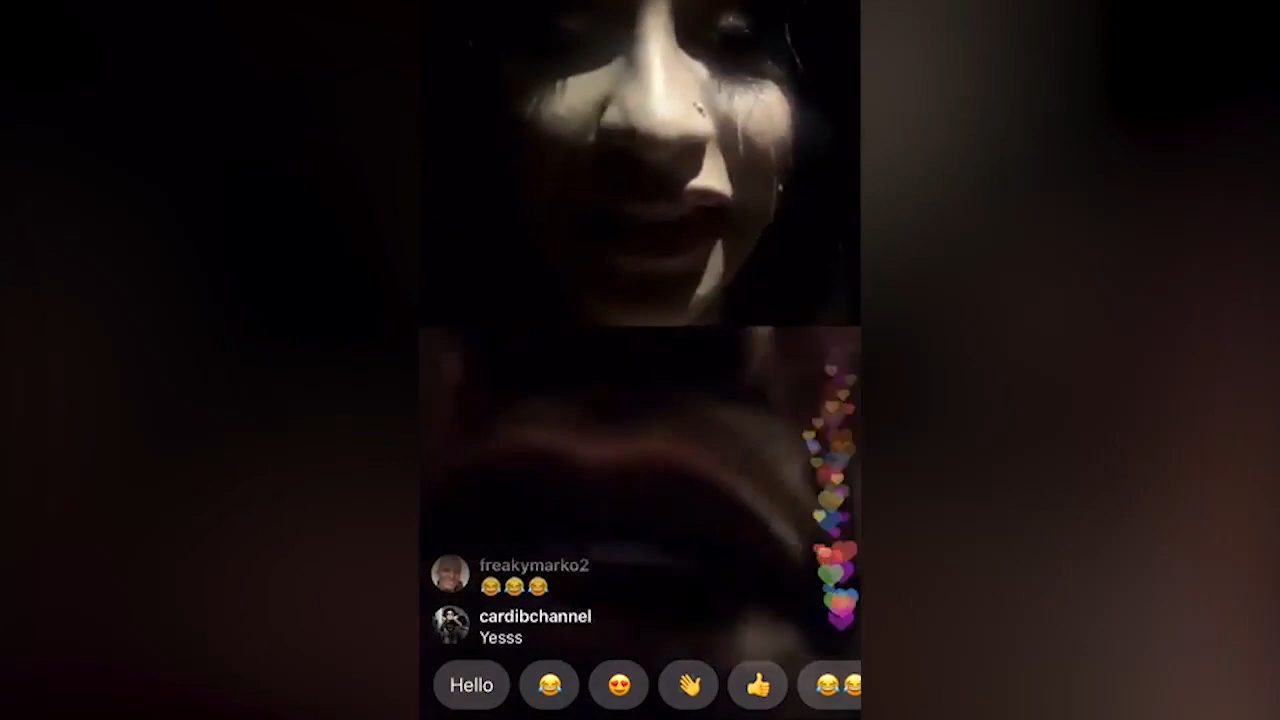 freakymarko2
😂😂😂
cardibchannel
Yesss
Hello 😂 😍 👋 👍 😂😂